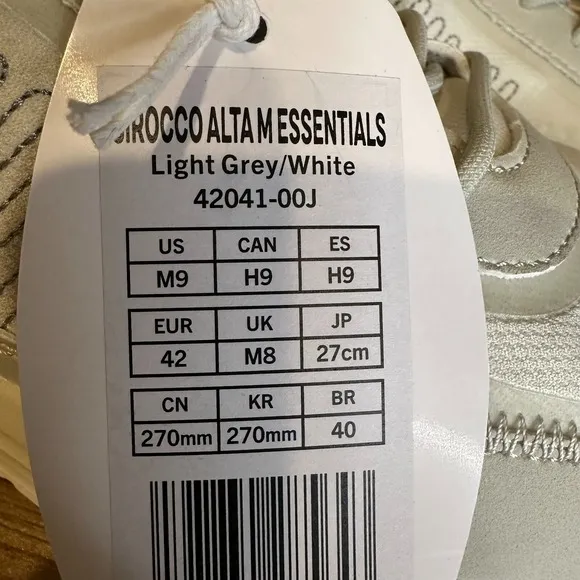 SIROCCO ALTA M ESSENTIALS
Light Grey/White
42041-00J
US CAN ES
M9 H9 H9
EUR UK JP
42 M8 27cm
CN KR BR
270mm 270mm 40